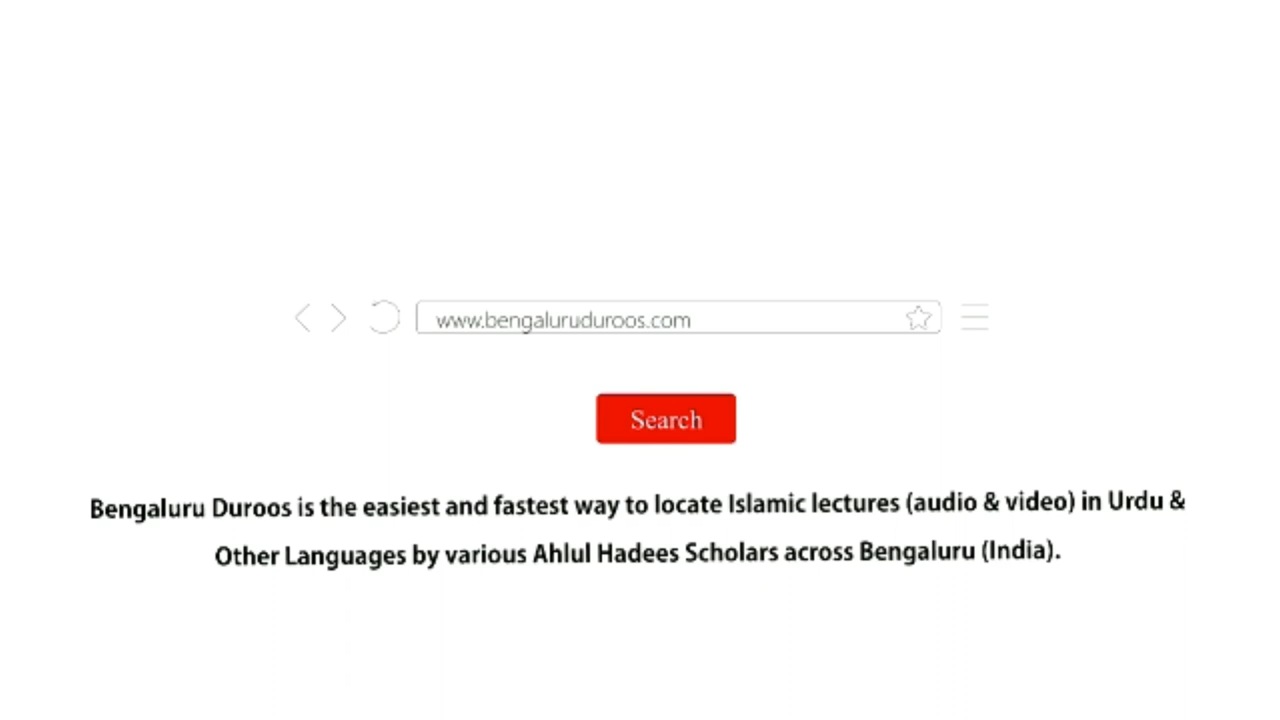 www.bengaluruduroos.com
Search
Bengaluru Duroos is the easiest and fastest way to locate Islamic lectures (audio & video) in Urdu &
Other Languages by various Ahlul Hadees Scholars across Bengaluru (India).